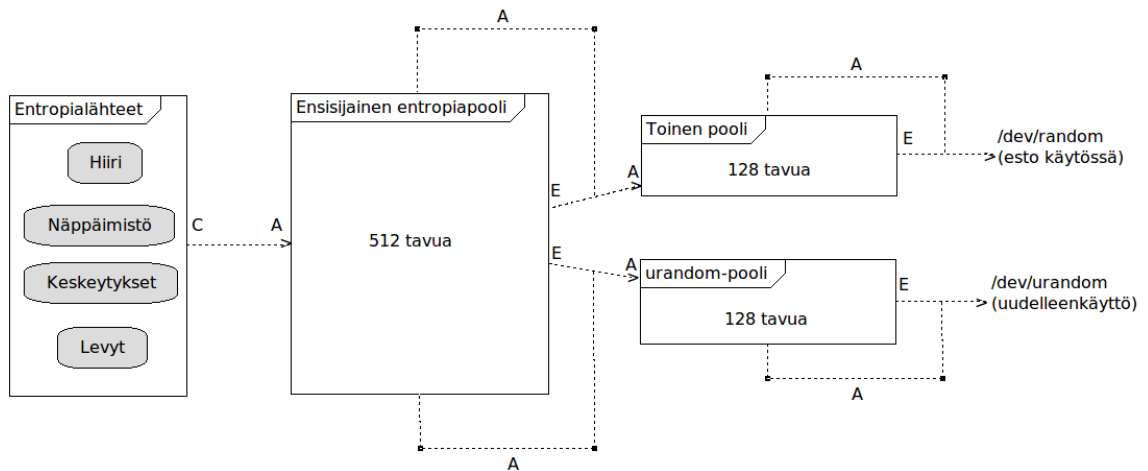 Entropialähteet
Hiiri
Näppäimistö
Keskeytykset
Levyt
C
A
Ensisijainen entropiapooli
512 tavua
A
A
E
A
E
A
Toinen pooli
128 tavua
A
E
/dev/random
(esto käytössä)
urandom-pooli
128 tavua
E
A
/dev/urandom
(uudelleenkäyttö)